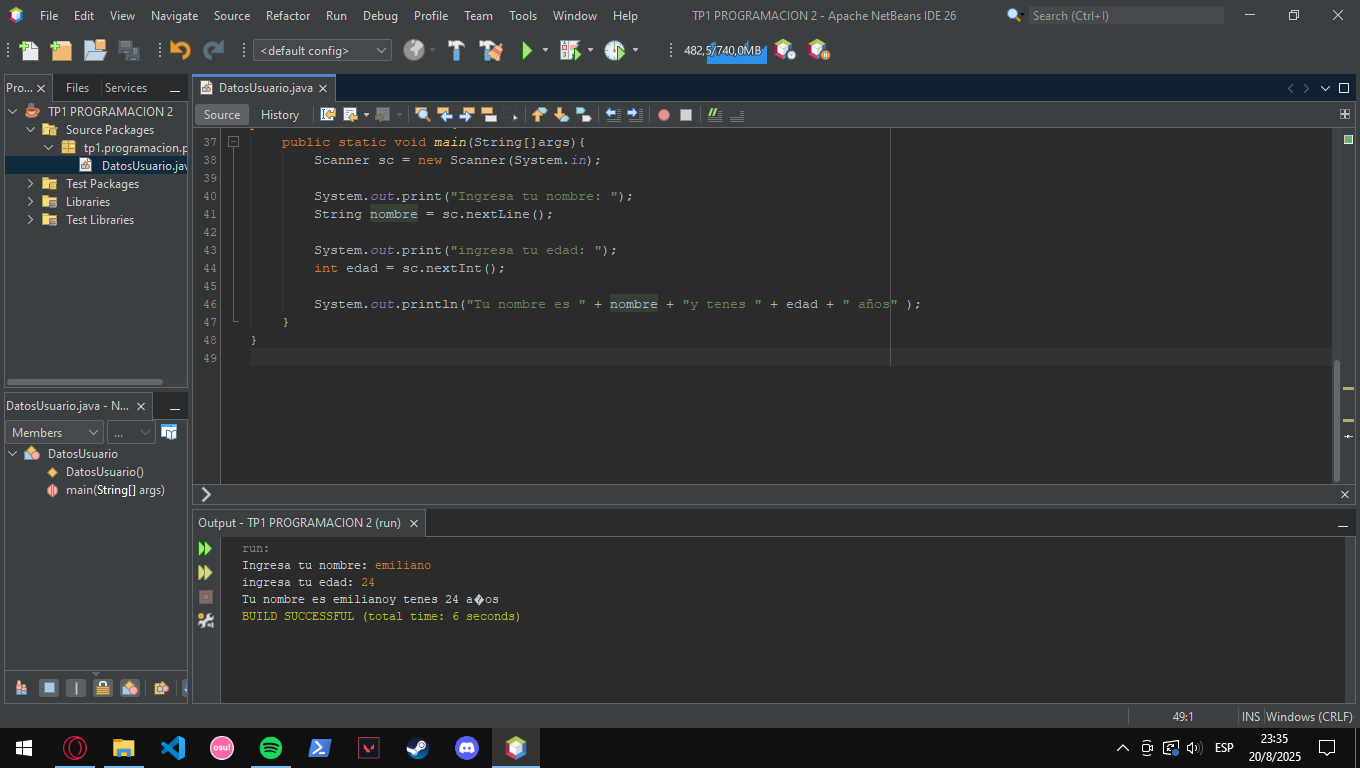 File Edit View Navigate Source Refactor Run Debug Profile Team Tools Window Help TP1 PROGRAMACION 2 - Apache NetBeans IDE 26 Search (Ctrl+I)
<default config> 482,5/740,0MB
Pro... Files Services
TP1 PROGRAMACION 2
Source Packages
tp1.programacion.p
DatosUsuario.jav
Test Packages
Libraries
Test Libraries
DatosUsuario.java
Source History
37 public static void main(String[]args){
38 Scanner sc = new Scanner(System.in);
39
40 System.out.print("Ingresa tu nombre: ");
41 String nombre = sc.nextLine();
42
43 System.out.print("ingresa tu edad: ");
44 int edad = sc.nextInt();
45
46 System.out.println("Tu nombre es " + nombre + "y tenes " + edad + " años" );
47 }
48 }
49
DatosUsuario.java - N...
Members ...
DatosUsuario
DatosUsuario()
main(String[] args)
Output - TP1 PROGRAMACION 2 (run)
run:
Ingresa tu nombre: emiliano
ingresa tu edad: 24
Tu nombre es emilianoy tenes 24 a�os
BUILD SUCCESSFUL (total time: 6 seconds)
49:1 INS Windows (CRLF)
osu!
ESP
23:35
20/8/2025